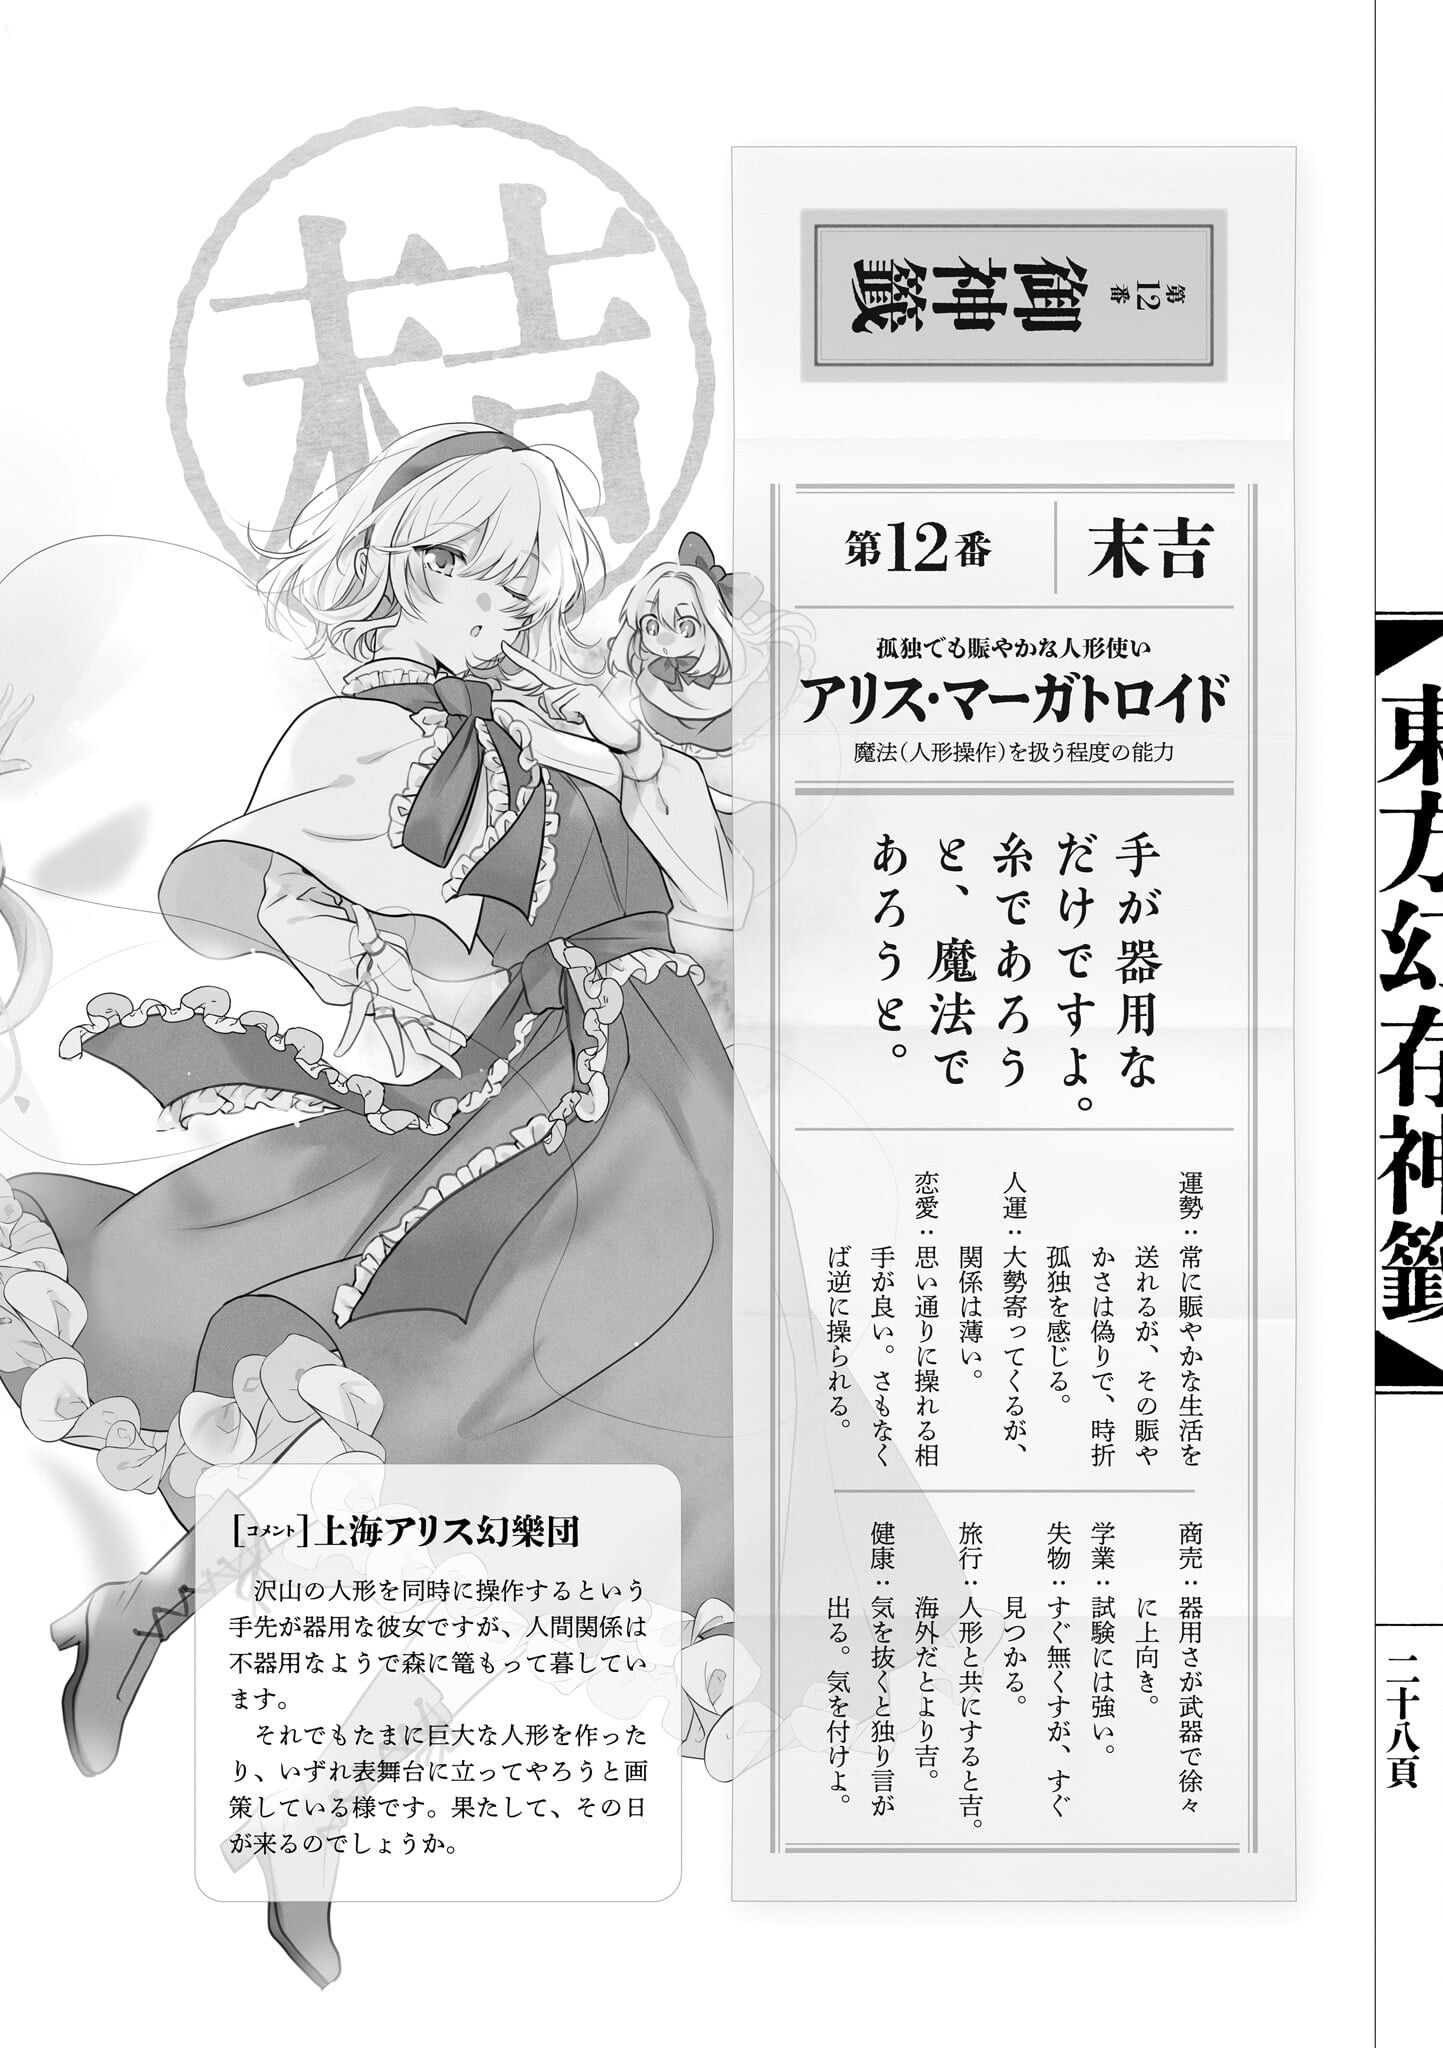 末吉
御神籤
第12番
第12番
末吉
孤独でも賑やかな人形使い
アリス・マーガトロイド
魔法（人形操作）を扱う程度の能力
手が器用な
だけですよ。
糸であろう
と、魔法で
あろうと。
運勢：常に賑やかな生活を
送れるが、その賑や
かさは偽りで、時折
孤独を感じる。
人運：大勢寄ってくるが、
関係は薄い。
恋愛：思い通りに操れる相
手が良い。さもなく
ば逆に操られる。
商売：器用さが武器で徐々
に上向き。
学業：試験には強い。
失物：すぐ無くすが、すぐ
見つかる。
旅行：人形と共にすると吉。
海外だとより吉。
健康：気を抜くと独り言が
出る。気を付けよ。
［コメント］上海アリス幻樂団
沢山の人形を同時に操作するという
手先が器用な彼女ですが、人間関係は
不器用なようで森に篭もって暮してい
ます。
それでもたまに巨大な人形を作った
り、いずれ表舞台に立ってやろうと画
策している様です。果たして、その日
が来るのでしょうか。
東方幻存神籤
二十八頁